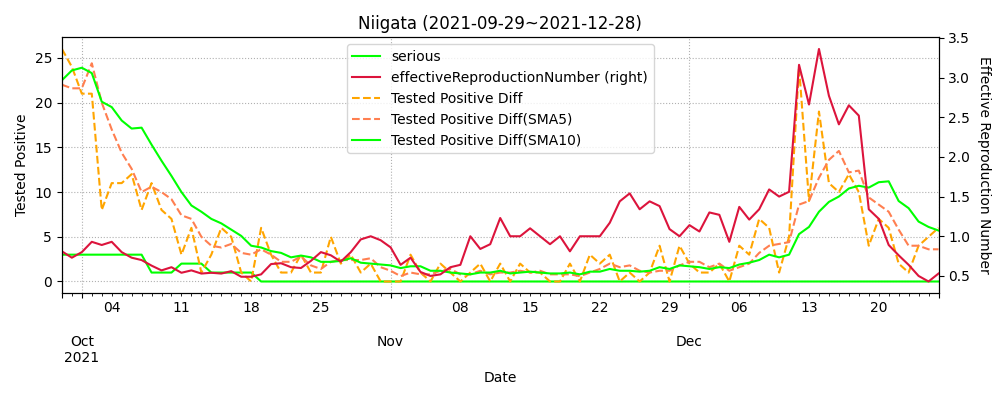 Niigata (2021-09-29~2021-12-28)
serious
effectiveReproductionNumber (right)
Tested Positive Diff
Tested Positive Diff(SMA5)
Tested Positive Diff(SMA10)
Tested Positive
25
20
15
10
5
0
3.5
3.0
2.5
2.0
1.5
1.0
0.5
Effective Reproduction Number
04 11 18 25 08 15 22 29 06 13 20
Oct Nov Dec
2021
Date